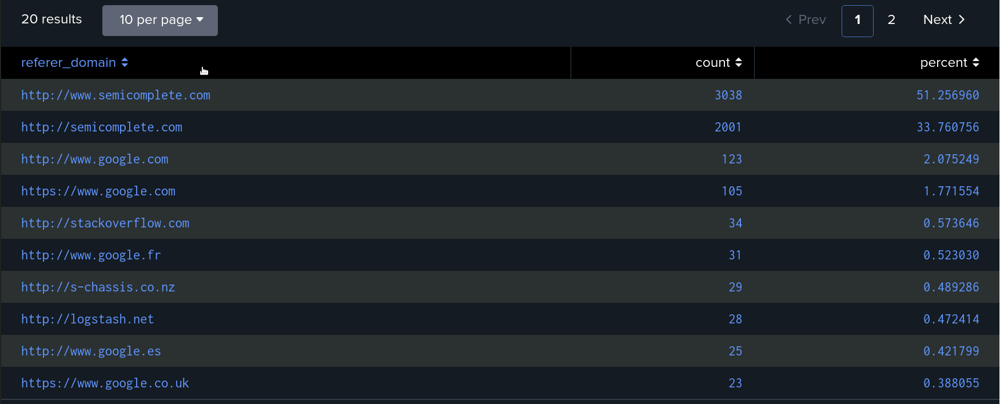 20 results 10 per page Prev 1 2 Next
referer_domain count percent
http://www.semicomplete.com 3038 51.256960
http://semicomplete.com 2001 33.760756
http://www.google.com 123 2.075249
https://www.google.com 105 1.771554
http://stackoverflow.com 34 0.573646
http://www.google.fr 31 0.523030
http://s-chassis.co.nz 29 0.489286
http://logstash.net 28 0.472414
http://www.google.es 25 0.421799
https://www.google.co.uk 23 0.388055